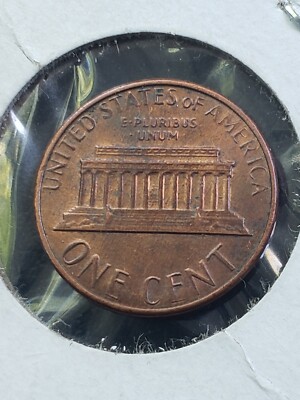 UNITED STATES OF AMERICA
E·PLURIBUS
UNUM
ONE CENT